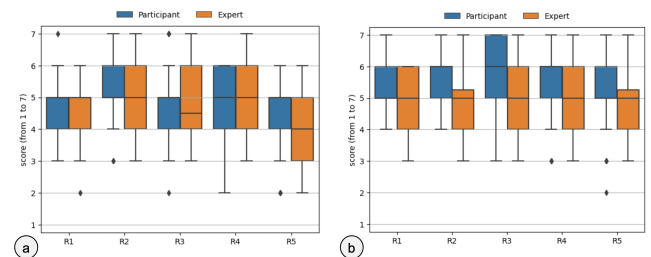 Participant Expert
7
6
5
4
3
2
1
score (from 1 to 7)
R1 R2 R3 R4 R5
a
Participant Expert
7
6
5
4
3
2
1
score (from 1 to 7)
R1 R2 R3 R4 R5
b